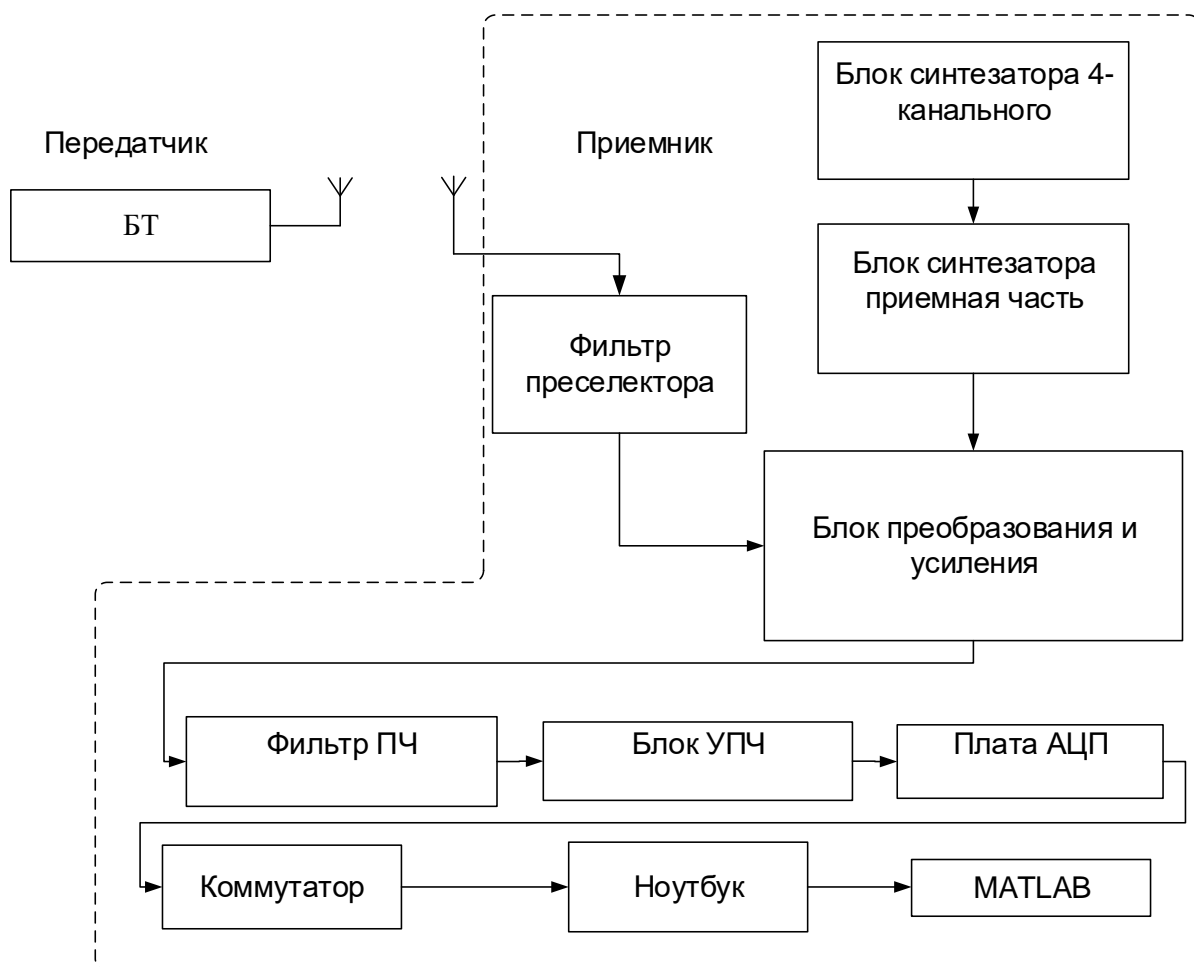 Блок синтезатора 4-
канального
Передатчик
Приемник
БТ
Блок синтезатора
приемная часть
Фильтр
преселектора
Блок преобразования и
усиления
Фильтр ПЧ
Блок УПЧ
Плата АЦП
Коммутатор
Ноутбук
MATLAB